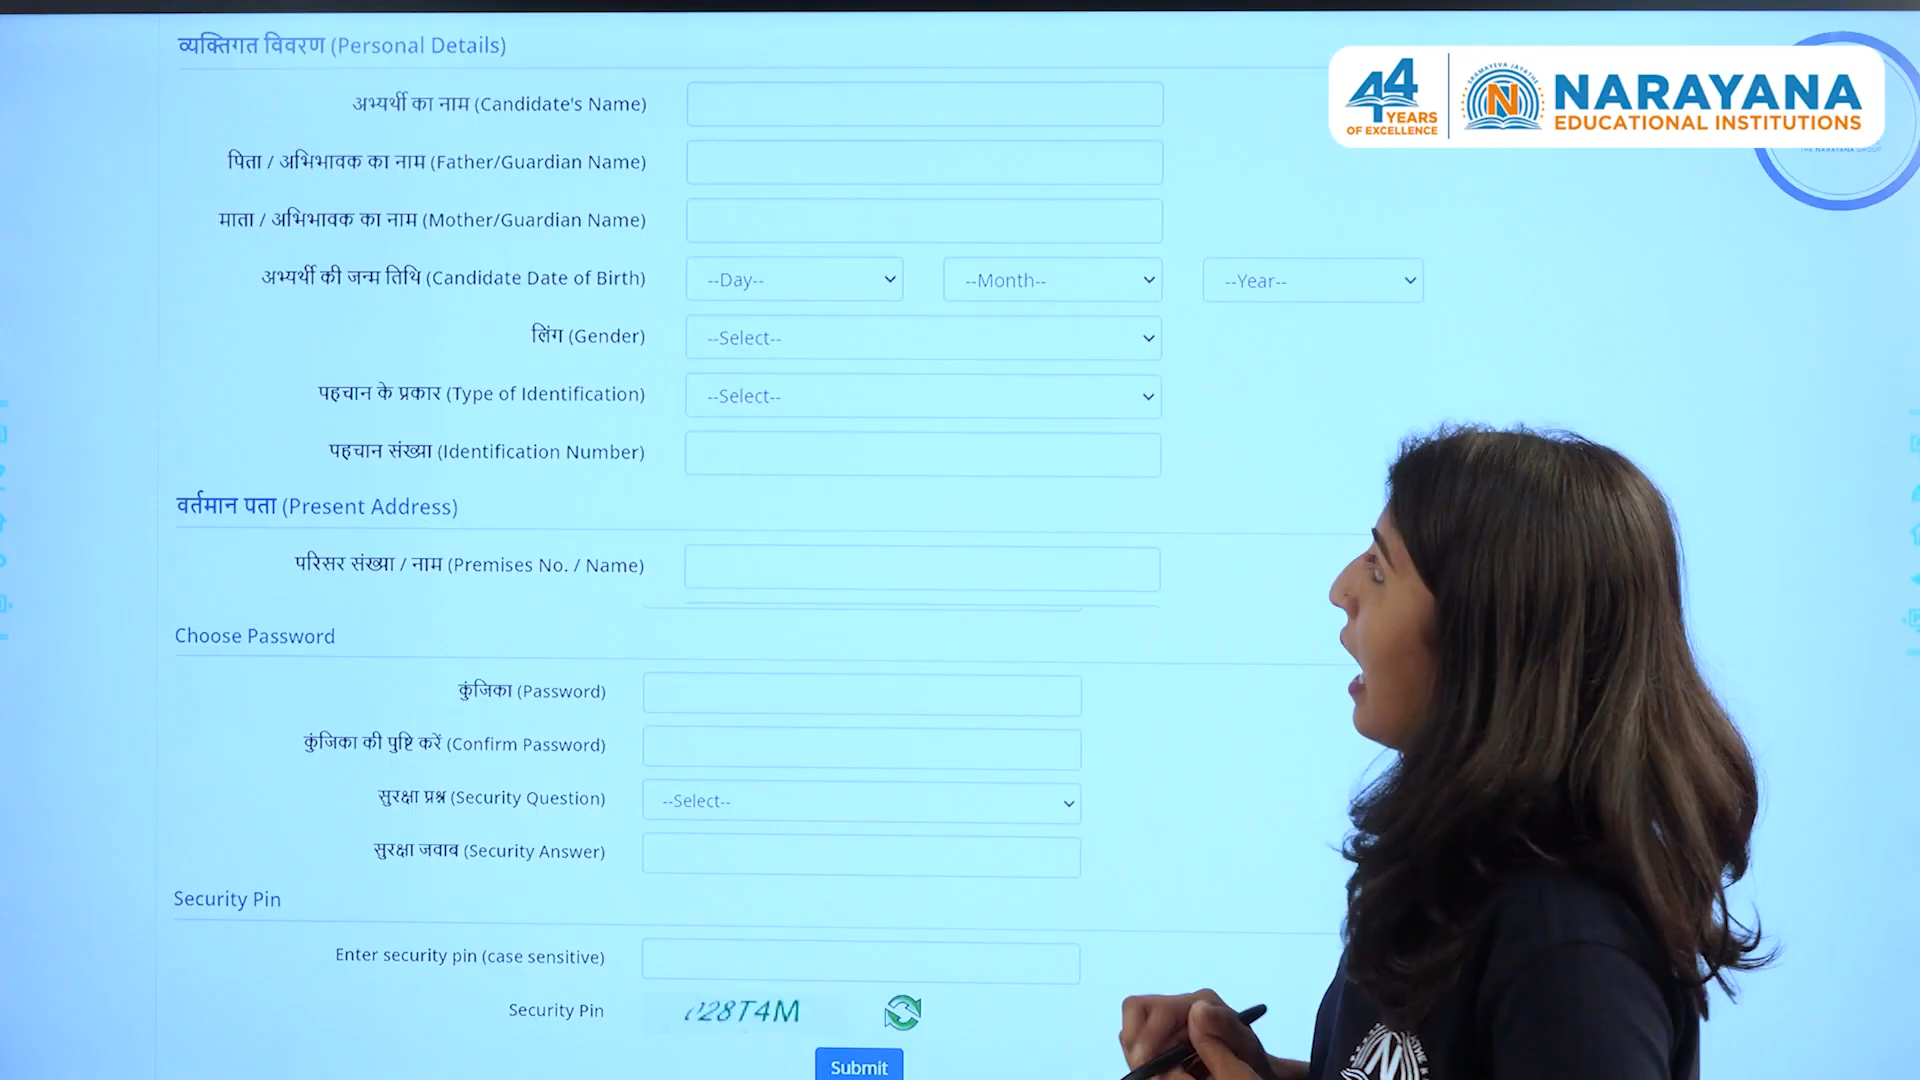 व्यक्तिगत विवरण (Personal Details)
44 YEARS
OF EXCELLENCE
NARAYANA
EDUCATIONAL INSTITUTIONS
THE NARAYANA GROUP
अभ्यर्थी का नाम (Candidate's Name)
पिता / अभिभावक का नाम (Father/Guardian Name)
माता / अभिभावक का नाम (Mother/Guardian Name)
अभ्यर्थी की जन्म तिथि (Candidate Date of Birth) --Day-- --Month-- --Year--
लिंग (Gender) --Select--
पहचान के प्रकार (Type of Identification) --Select--
पहचान संख्या (Identification Number)
वर्तमान पता (Present Address)
परिसर संख्या / नाम (Premises No. / Name)
Choose Password
कुंजिका (Password)
कुंजिका की पुष्टि करें (Confirm Password)
सुरक्षा प्रश्न (Security Question) --Select--
सुरक्षा जवाब (Security Answer)
Security Pin
Enter security pin (case sensitive)
Security Pin 28T4M
Submit